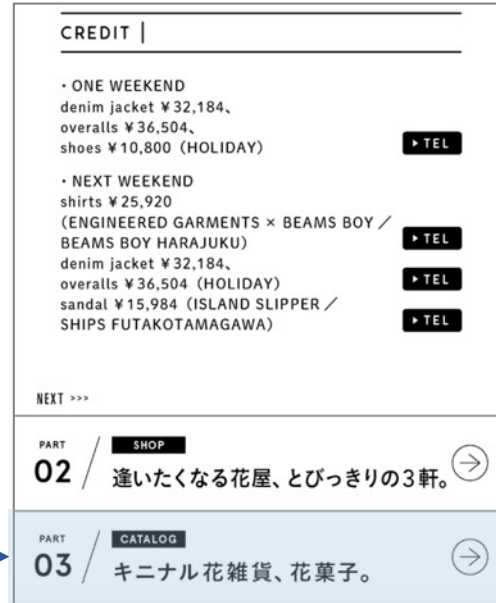 CREDIT
・ONE WEEKEND
denim jacket ¥32,184、
overalls ¥36,504、
shoes ¥10,800（HOLIDAY）
▶TEL
・NEXT WEEKEND
shirts ¥25,920
（ENGINEERED GARMENTS × BEAMS BOY／
BEAMS BOY HARAJUKU）
▶TEL
denim jacket ¥32,184、
overalls ¥36,504（HOLIDAY）
▶TEL
sandal ¥15,984（ISLAND SLIPPER／
SHIPS FUTAKOTAMAGAWA）
▶TEL
NEXT >>>
PART
02
SHOP
逢いたくなる花屋、とびっきりの3軒。
PART
03
CATALOG
キニナル花雑貨、花菓子。